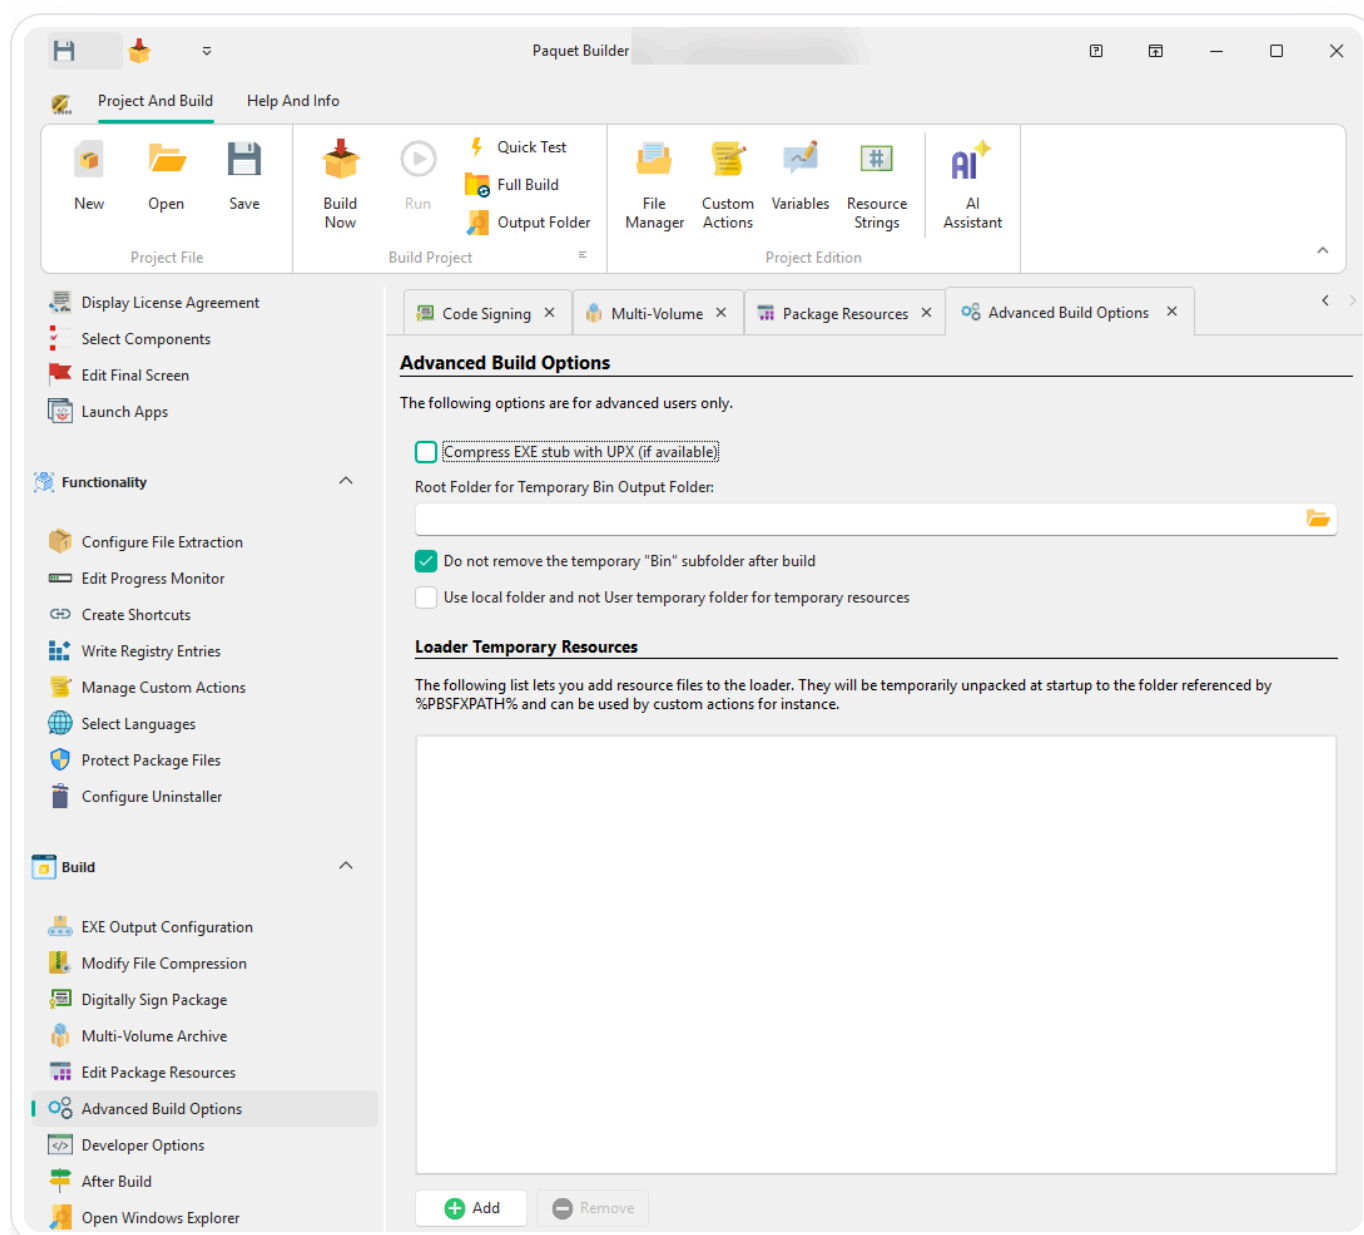 Paquet Builder
Project And Build
Help And Info
New
Open
Save
Project File
Build
Now
Run
Quick Test
Full Build
Output Folder
Build Project
File
Manager
Custom
Actions
Variables
Resource
Strings
Project Edition
AI
AI
Assistant
Display License Agreement
Select Components
Edit Final Screen
Launch Apps
Functionality
Configure File Extraction
Edit Progress Monitor
Create Shortcuts
Write Registry Entries
Manage Custom Actions
Select Languages
Protect Package Files
Configure Uninstaller
Build
EXE Output Configuration
Modify File Compression
Digitally Sign Package
Multi-Volume Archive
Edit Package Resources
Advanced Build Options
Developer Options
After Build
Open Windows Explorer
Code Signing
Multi-Volume
Package Resources
Advanced Build Options
Advanced Build Options
The following options are for advanced users only.
Compress EXE stub with UPX (if available)
Root Folder for Temporary Bin Output Folder:
Do not remove the temporary "Bin" subfolder after build
Use local folder and not User temporary folder for temporary resources
Loader Temporary Resources
The following list lets you add resource files to the loader. They will be temporarily unpacked at startup to the folder referenced by
%PBSFXPATH% and can be used by custom actions for instance.
Add
Remove